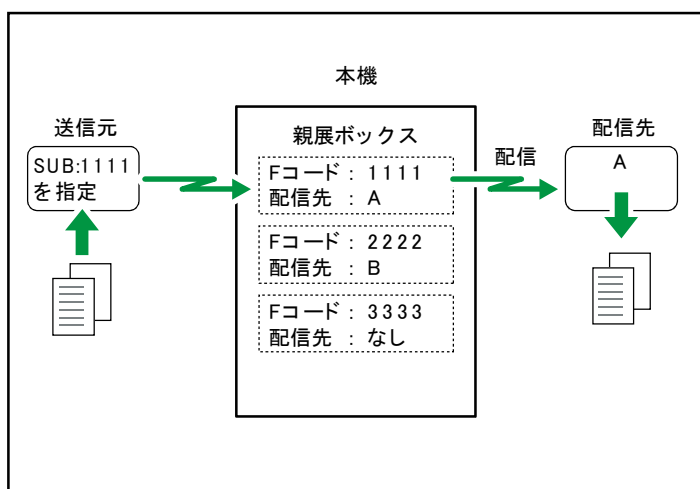 本機
送信元
SUB:1111
を指定
親展ボックス
Fコード : 1111
配信先 : A
Fコード : 2222
配信先 : B
Fコード : 3333
配信先 : なし
配信
配信先
A